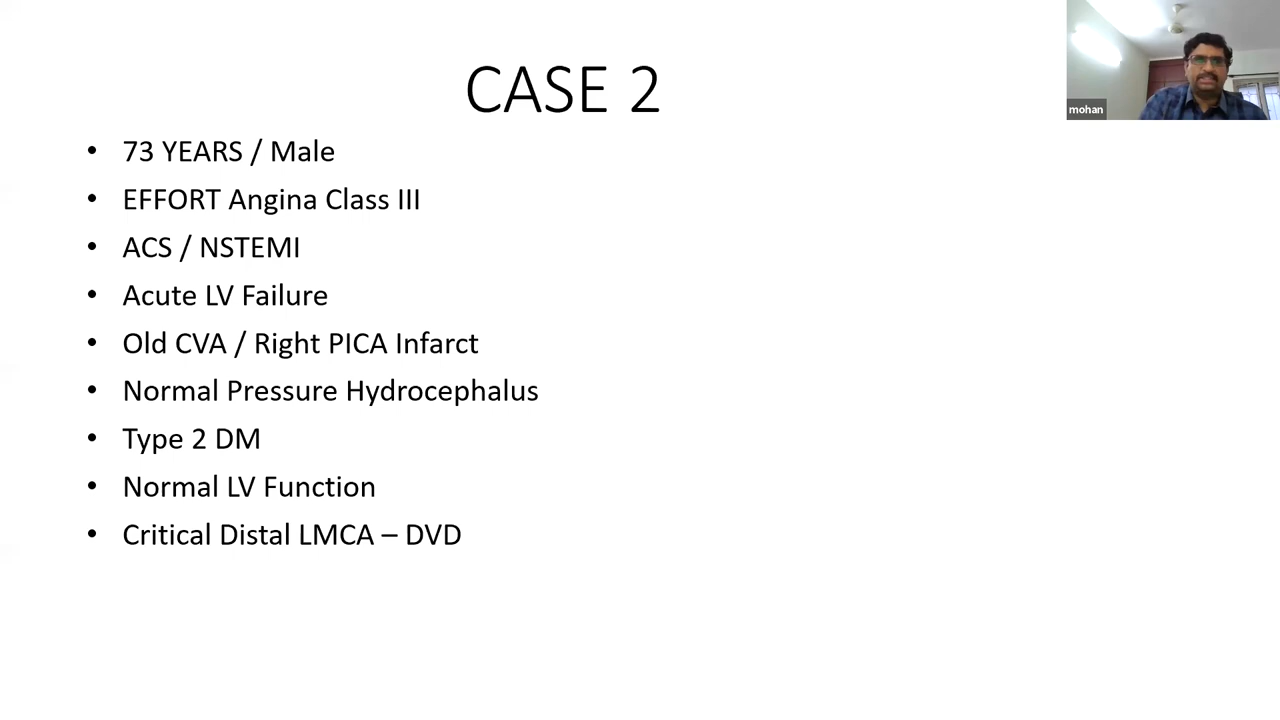 CASE 2
• 73 YEARS / Male
• EFFORT Angina Class III
• ACS / NSTEMI
• Acute LV Failure
• Old CVA / Right PICA Infarct
• Normal Pressure Hydrocephalus
• Type 2 DM
• Normal LV Function
• Critical Distal LMCA – DVD
mohan